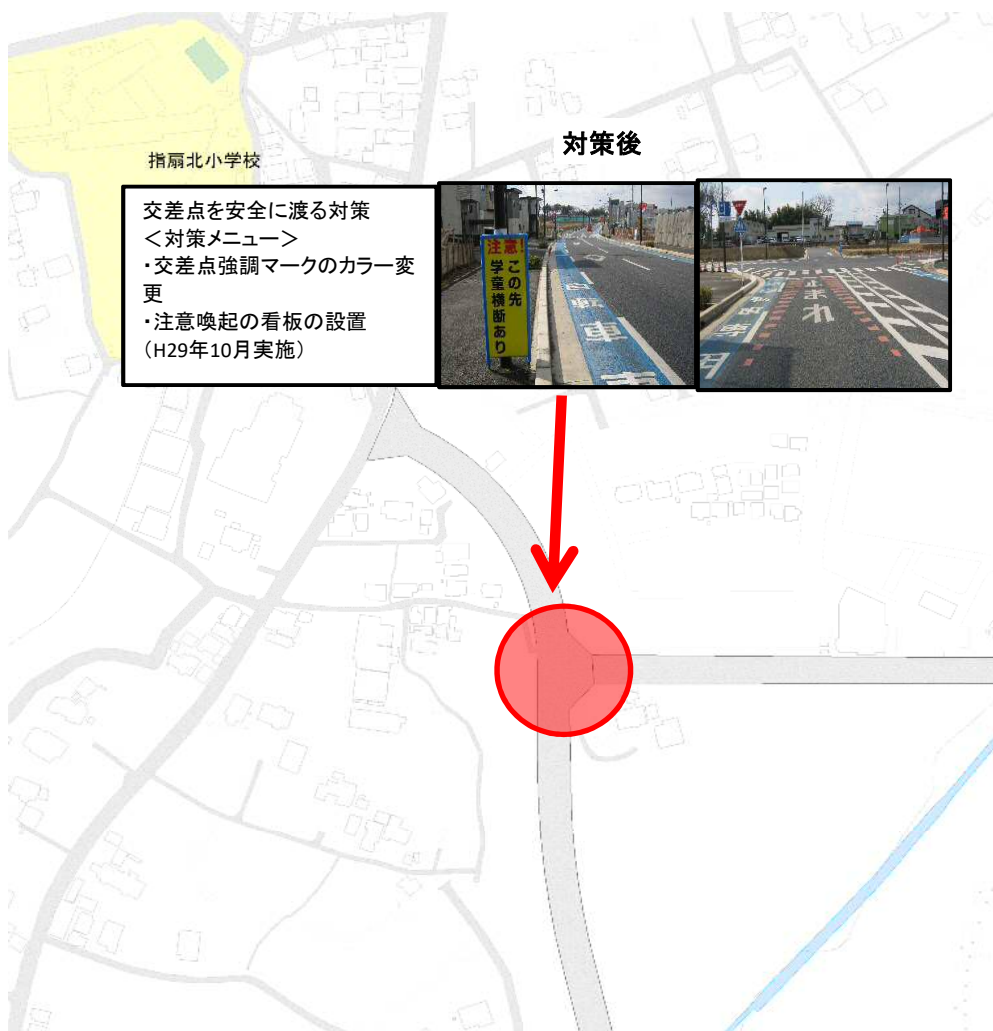 対策後
指扇北小学校
交差点を安全に渡る対策
＜対策メニュー＞
・交差点強調マークのカラー変
更
・注意喚起の看板の設置
（H29年10月実施）
注意!
この先
学童横断あり
止まれ